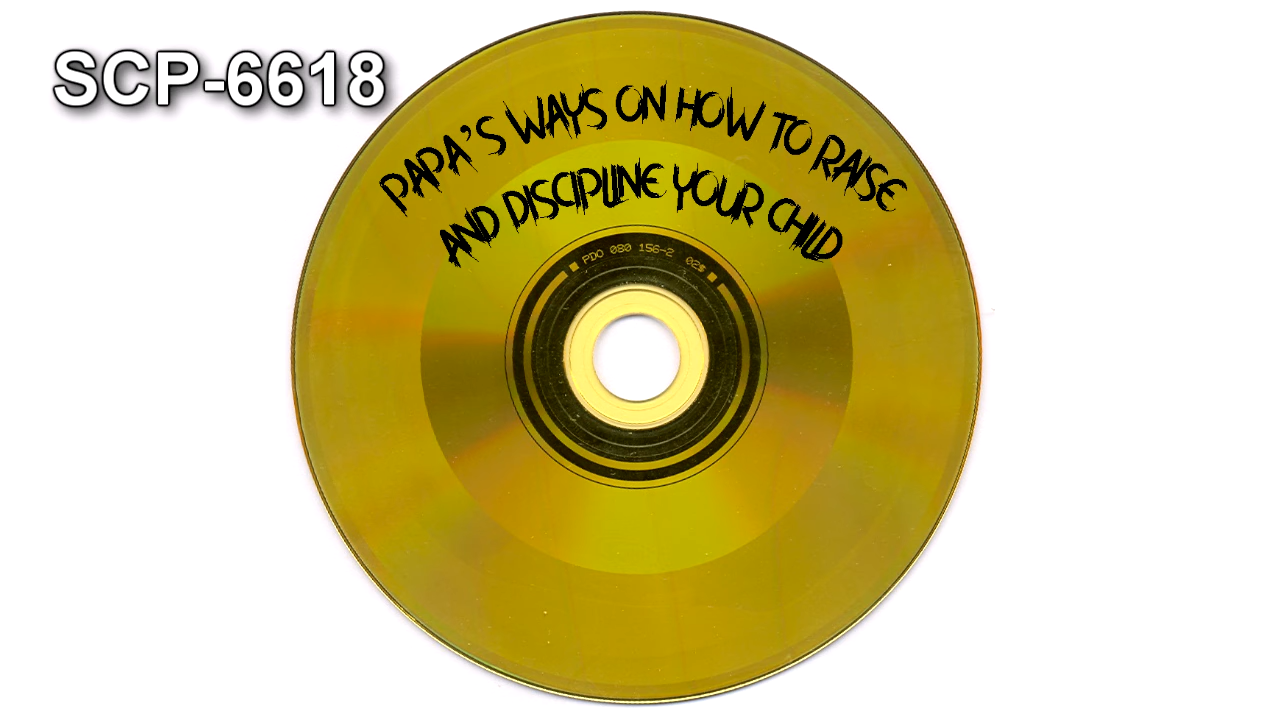 SCP-6618
PAPA'S WAYS ON HOW TO RAISE
AND DISCIPLINE YOUR CHILD
PDO 080 156-2 02$